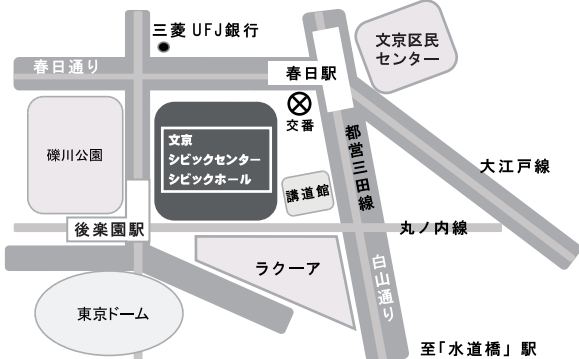 三菱UFJ銀行
文京区民
センター
春日通り
春日駅
交番
礫川公園
文京
シビックセンター
シビックホール
都営三田線
大江戸線
講道館
後楽園駅
丸ノ内線
ラクーア
白山通り
東京ドーム
至「水道橋」駅